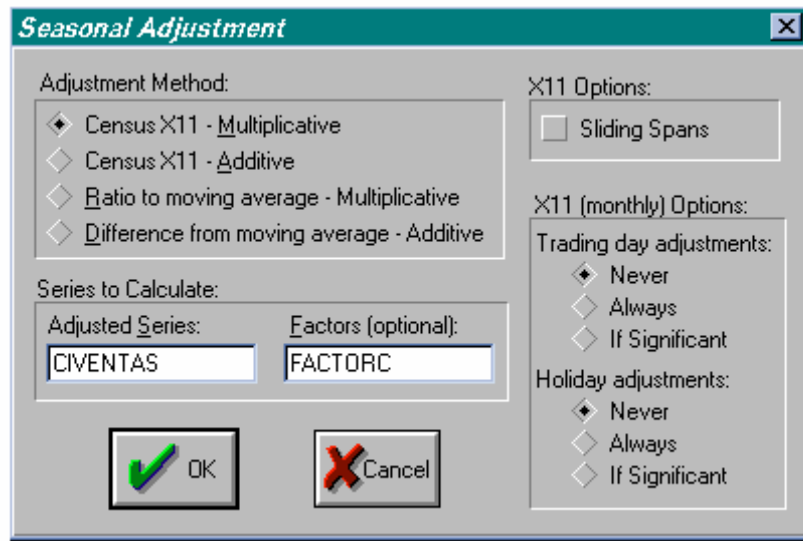 Seasonal Adjustment
Adjustment Method:
Census X11 - Multiplicative
Census X11 - Additive
Ratio to moving average - Multiplicative
Difference from moving average - Additive
Series to Calculate:
Adjusted Series:
Factors (optional):
CIVENTAS
FACTORC
OK
Cancel
X11 Options:
Sliding Spans
X11 (monthly) Options:
Trading day adjustments:
Never
Always
If Significant
Holiday adjustments:
Never
Always
If Significant